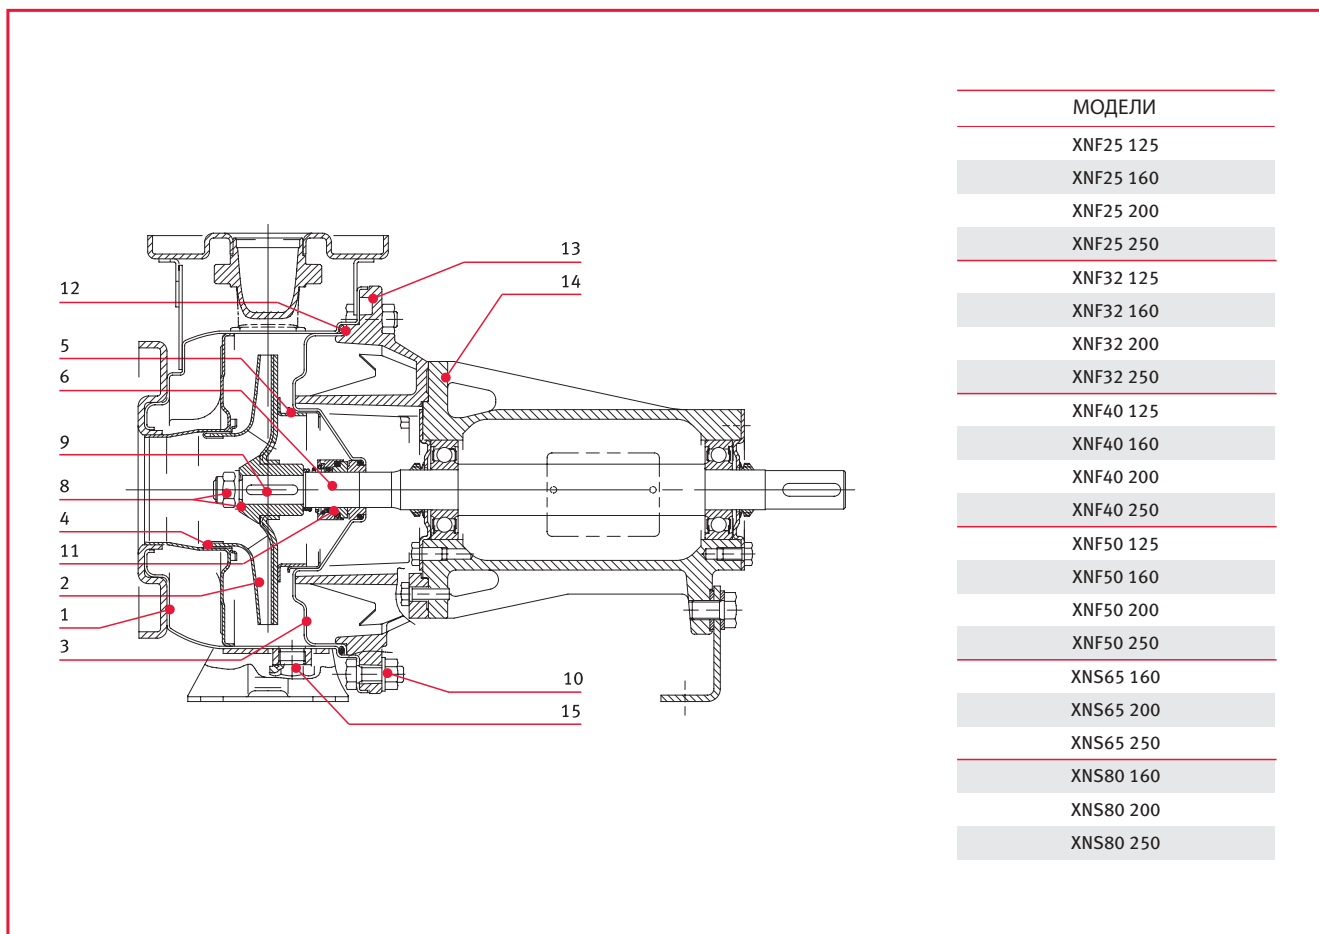 13
14
12
5
6
9
8
4
11
2
1
3
10
15
МОДЕЛИ
XNF25 125
XNF25 160
XNF25 200
XNF25 250
XNF32 125
XNF32 160
XNF32 200
XNF32 250
XNF40 125
XNF40 160
XNF40 200
XNF40 250
XNF50 125
XNF50 160
XNF50 200
XNF50 250
XNS65 160
XNS65 200
XNS65 250
XNS80 160
XNS80 200
XNS80 250